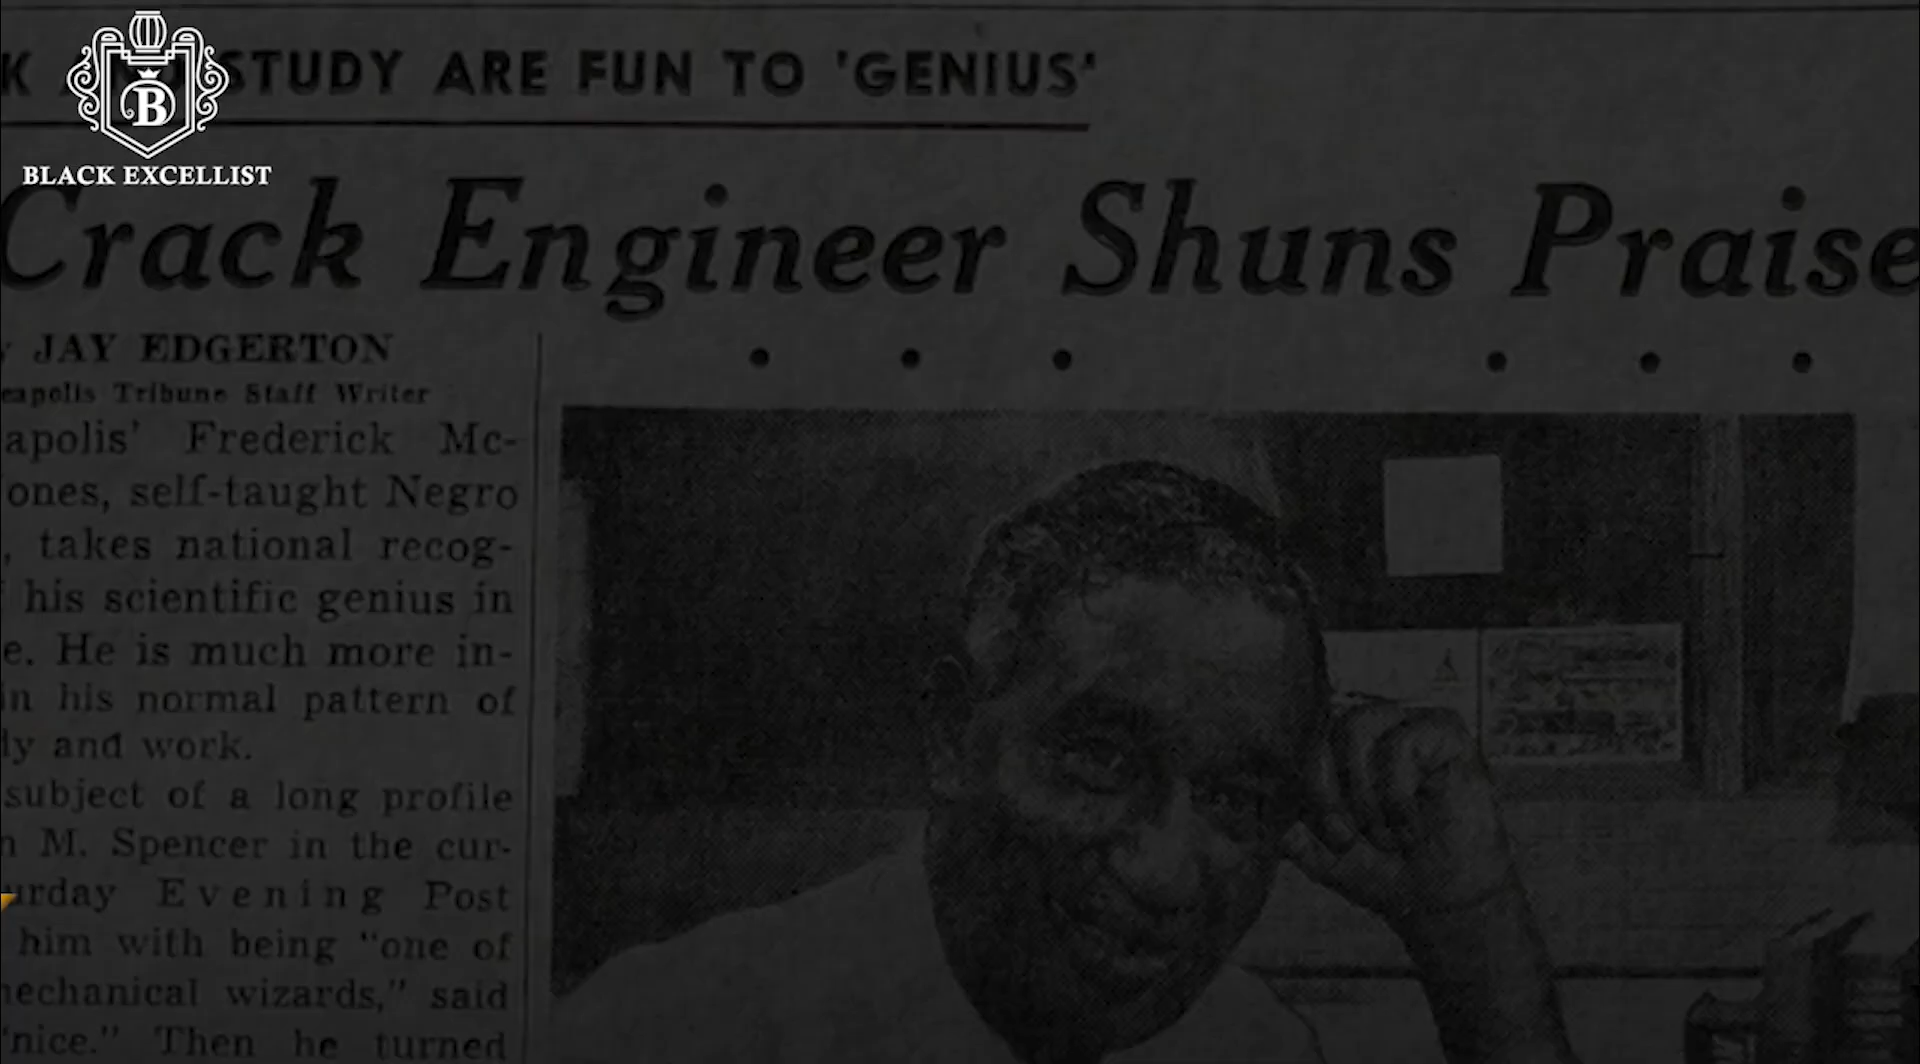 BLACK EXCELLIST
B
K STUDY ARE FUN TO 'GENIUS'
Crack Engineer Shuns Praise
JAY EDGERTON
eapolis Tribune Staff Writer
apolis' Frederick Mc-
ones, self-taught Negro
, takes national recog-
his scientific genius in
e. He is much more in-
in his normal pattern of
ly and work.
subject of a long profile
n M. Spencer in the cur-
urday Evening Post
him with being "one of
mechanical wizards," said
"nice." Then he turned